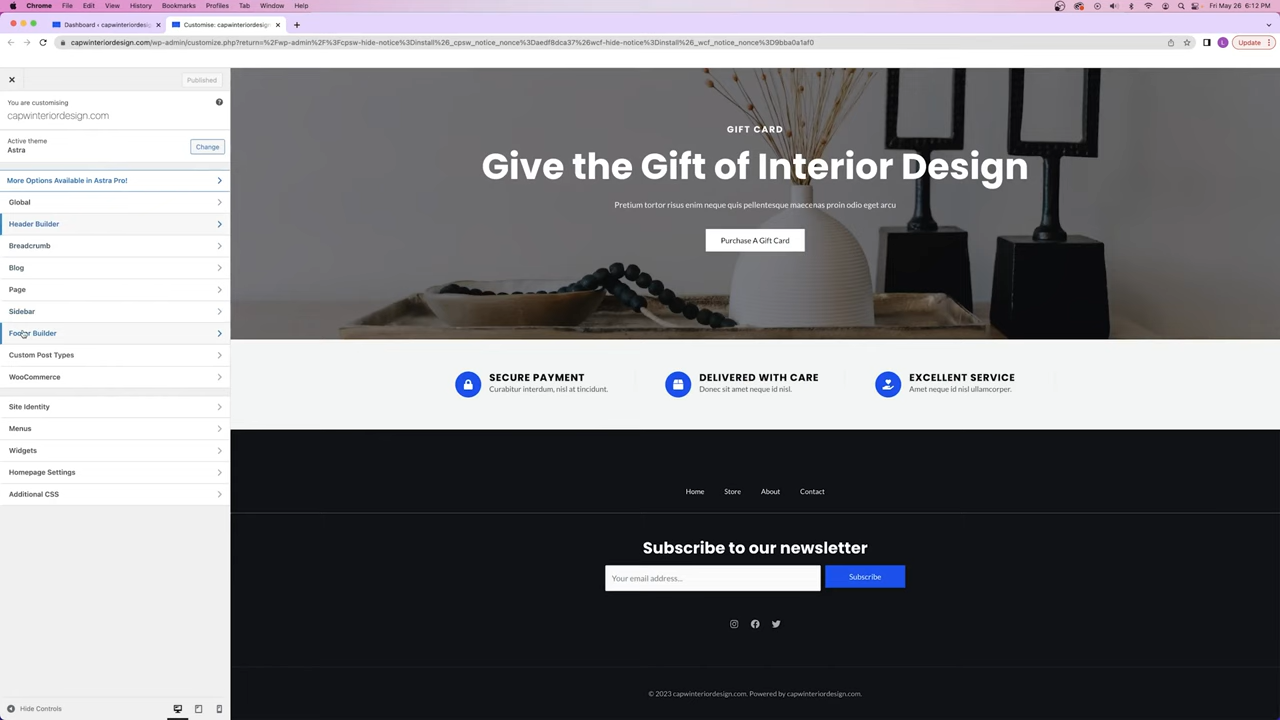 Chrome File Edit View History Bookmarks Profiles Tab Window Help
Fri May 26 6:12 PM
Dashboard ‹ capwinteriordesig
Customise: capwinteriordesign
capwinteriordesign.com/wp-admin/customize.php?return=%2Fwp-admin%2F%3Fcpsw-hide-notice%3Dinstall%26_cpsw_notice_nonce%3Daedf8dca37%26wcf-hide-notice%3Dinstall%26_wcf_notice_nonce%3D9bba0a1af0
L
Update
Published
You are customising
capwinteriordesign.com
Active theme
Astra
Change
More Options Available in Astra Pro!
Global
Header Builder
Breadcrumb
Blog
Page
Sidebar
Footer Builder
Custom Post Types
WooCommerce
Site Identity
Menus
Widgets
Homepage Settings
Additional CSS
Hide Controls
GIFT CARD
Give the Gift of Interior Design
Pretium tortor risus enim neque quis pellentesque maecenas proin odio eget arcu
Purchase A Gift Card
SECURE PAYMENT
Curabitur interdum, nisl at tincidunt.
DELIVERED WITH CARE
Donec sit amet neque id nisl.
EXCELLENT SERVICE
Amet neque id nisl ullamcorper.
Home Store About Contact
Subscribe to our newsletter
Your email address...
Subscribe
© 2023 capwinteriordesign.com. Powered by capwinteriordesign.com.